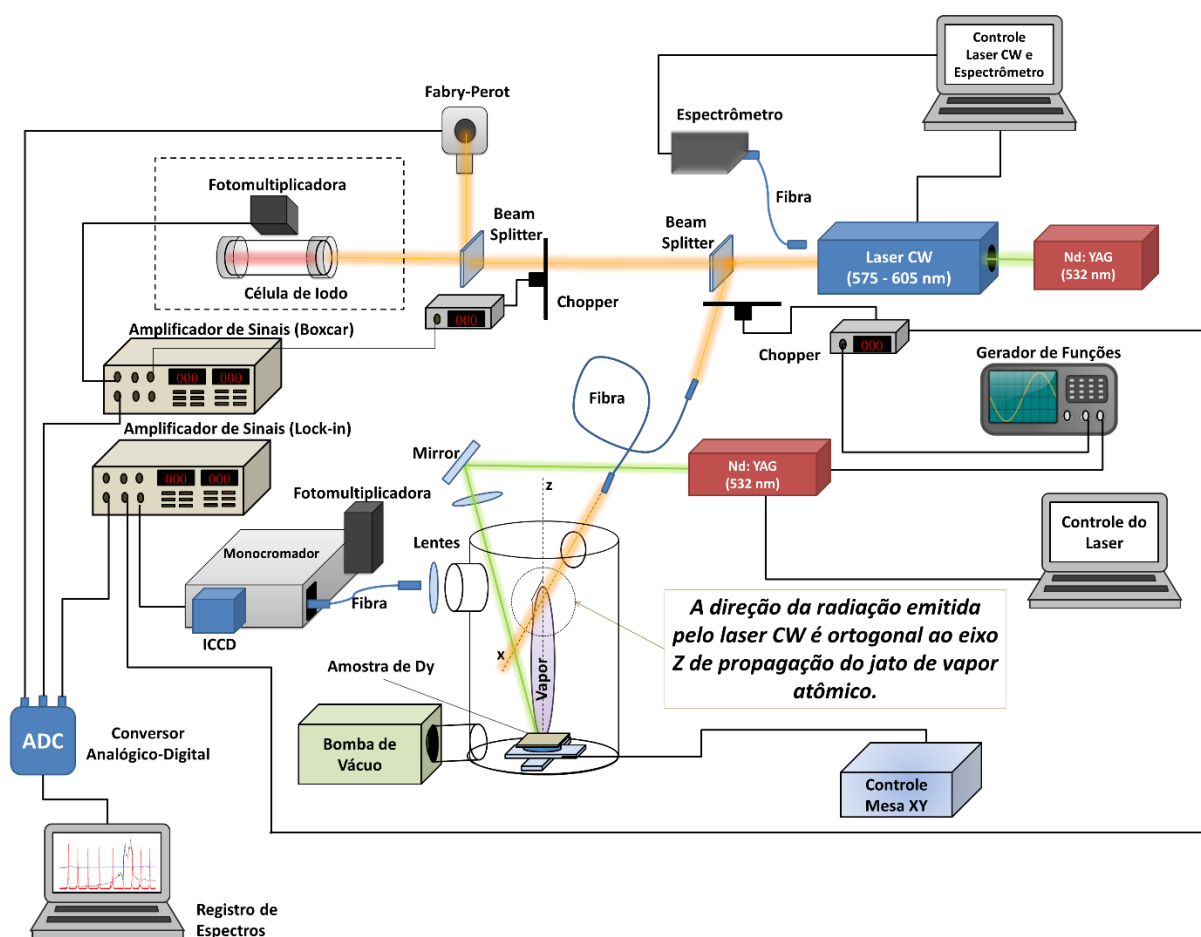 Controle
Laser CW e
Espectrômetro
Fabry-Perot
Espectrômetro
Fotomultiplicadora
Fibra
Beam
Splitter
Beam
Splitter
Laser CW
(575 - 605 nm)
Nd: YAG
(532 nm)
Célula de Iodo
Chopper
000
Amplificador de Sinais (Boxcar)
000 000
Chopper
000
Gerador de Funções
Fibra
Amplificador de Sinais (Lock-in)
000 000
Mirror
z
Nd: YAG
(532 nm)
Fotomultiplicadora
Controle do
Laser
Monocromador
Lentes
Fibra
ICCD
A direção da radiação emitida
pelo laser CW é ortogonal ao eixo
Z de propagação do jato de vapor
atômico.
x
Vapor
Amostra de Dy
ADC
Conversor
Analógico-Digital
Bomba de
Vácuo
Controle
Mesa XY
Registro de
Espectros